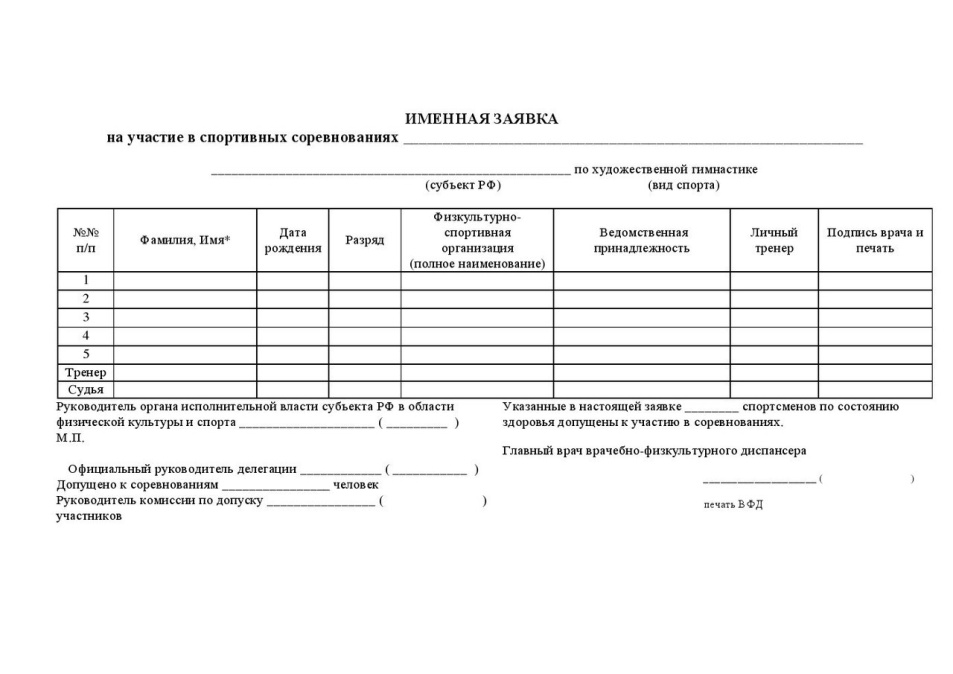 ИМЕННАЯ ЗАЯВКА
на участие в спортивных соревнованиях ____________________________________________________________
_____________________________________________________ по художественной гимнастике
(субъект РФ) (вид спорта)
№№ п/п Фамилия, Имя* Дата рождения Разряд Физкультурно-спортивная организация (полное наименование) Ведомственная принадлежность Личный тренер Подпись врача и печать
1
2
3
4
5
Тренер
Судья
Руководитель органа исполнительной власти субъекта РФ в области
физической культуры и спорта ____________________ ( _________ )
М.П.
Официальный руководитель делегации ____________ ( ___________ )
Допущено к соревнованиям ________________ человек
Руководитель комиссии по допуску ________________ ( )
участников
Указанные в настоящей заявке ________ спортсменов по состоянию
здоровья допущены к участию в соревнованиях.
Главный врач врачебно-физкультурного диспансера
____________________ ( )
печать ВФД